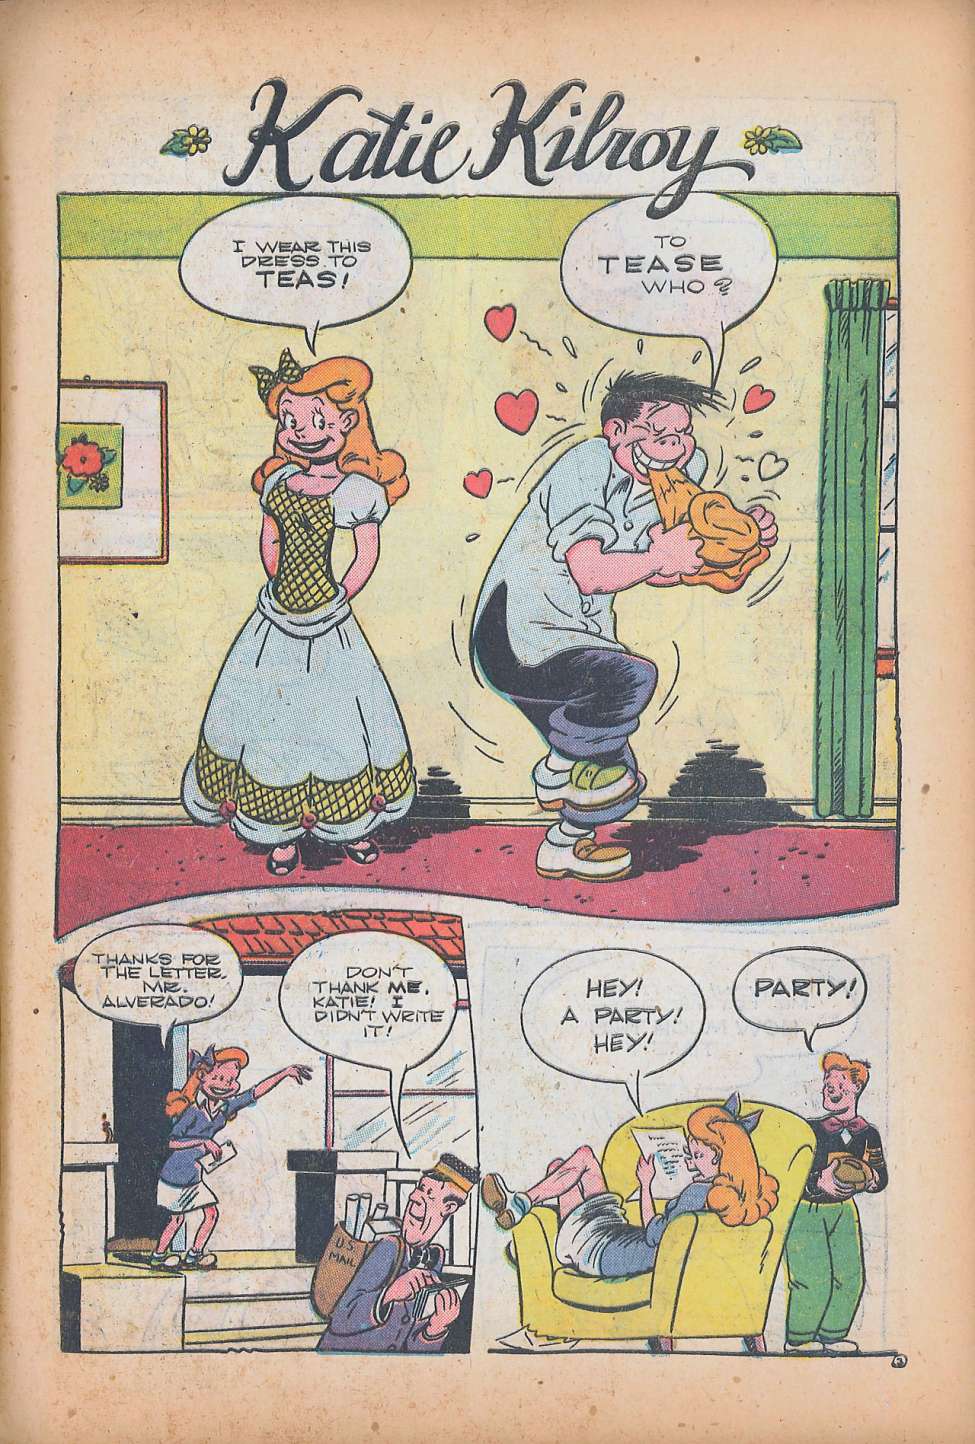 Katie Kilroy
I WEAR THIS
DRESS TO
TEAS!
TO
TEASE
WHO?
THANKS FOR
THE LETTER,
MR.
ALVERADO!
DON'T
THANK ME,
KATIE! I
DIDN'T WRITE
IT!
U.S.
MAIL
HEY!
A PARTY!
HEY!
PARTY!
3